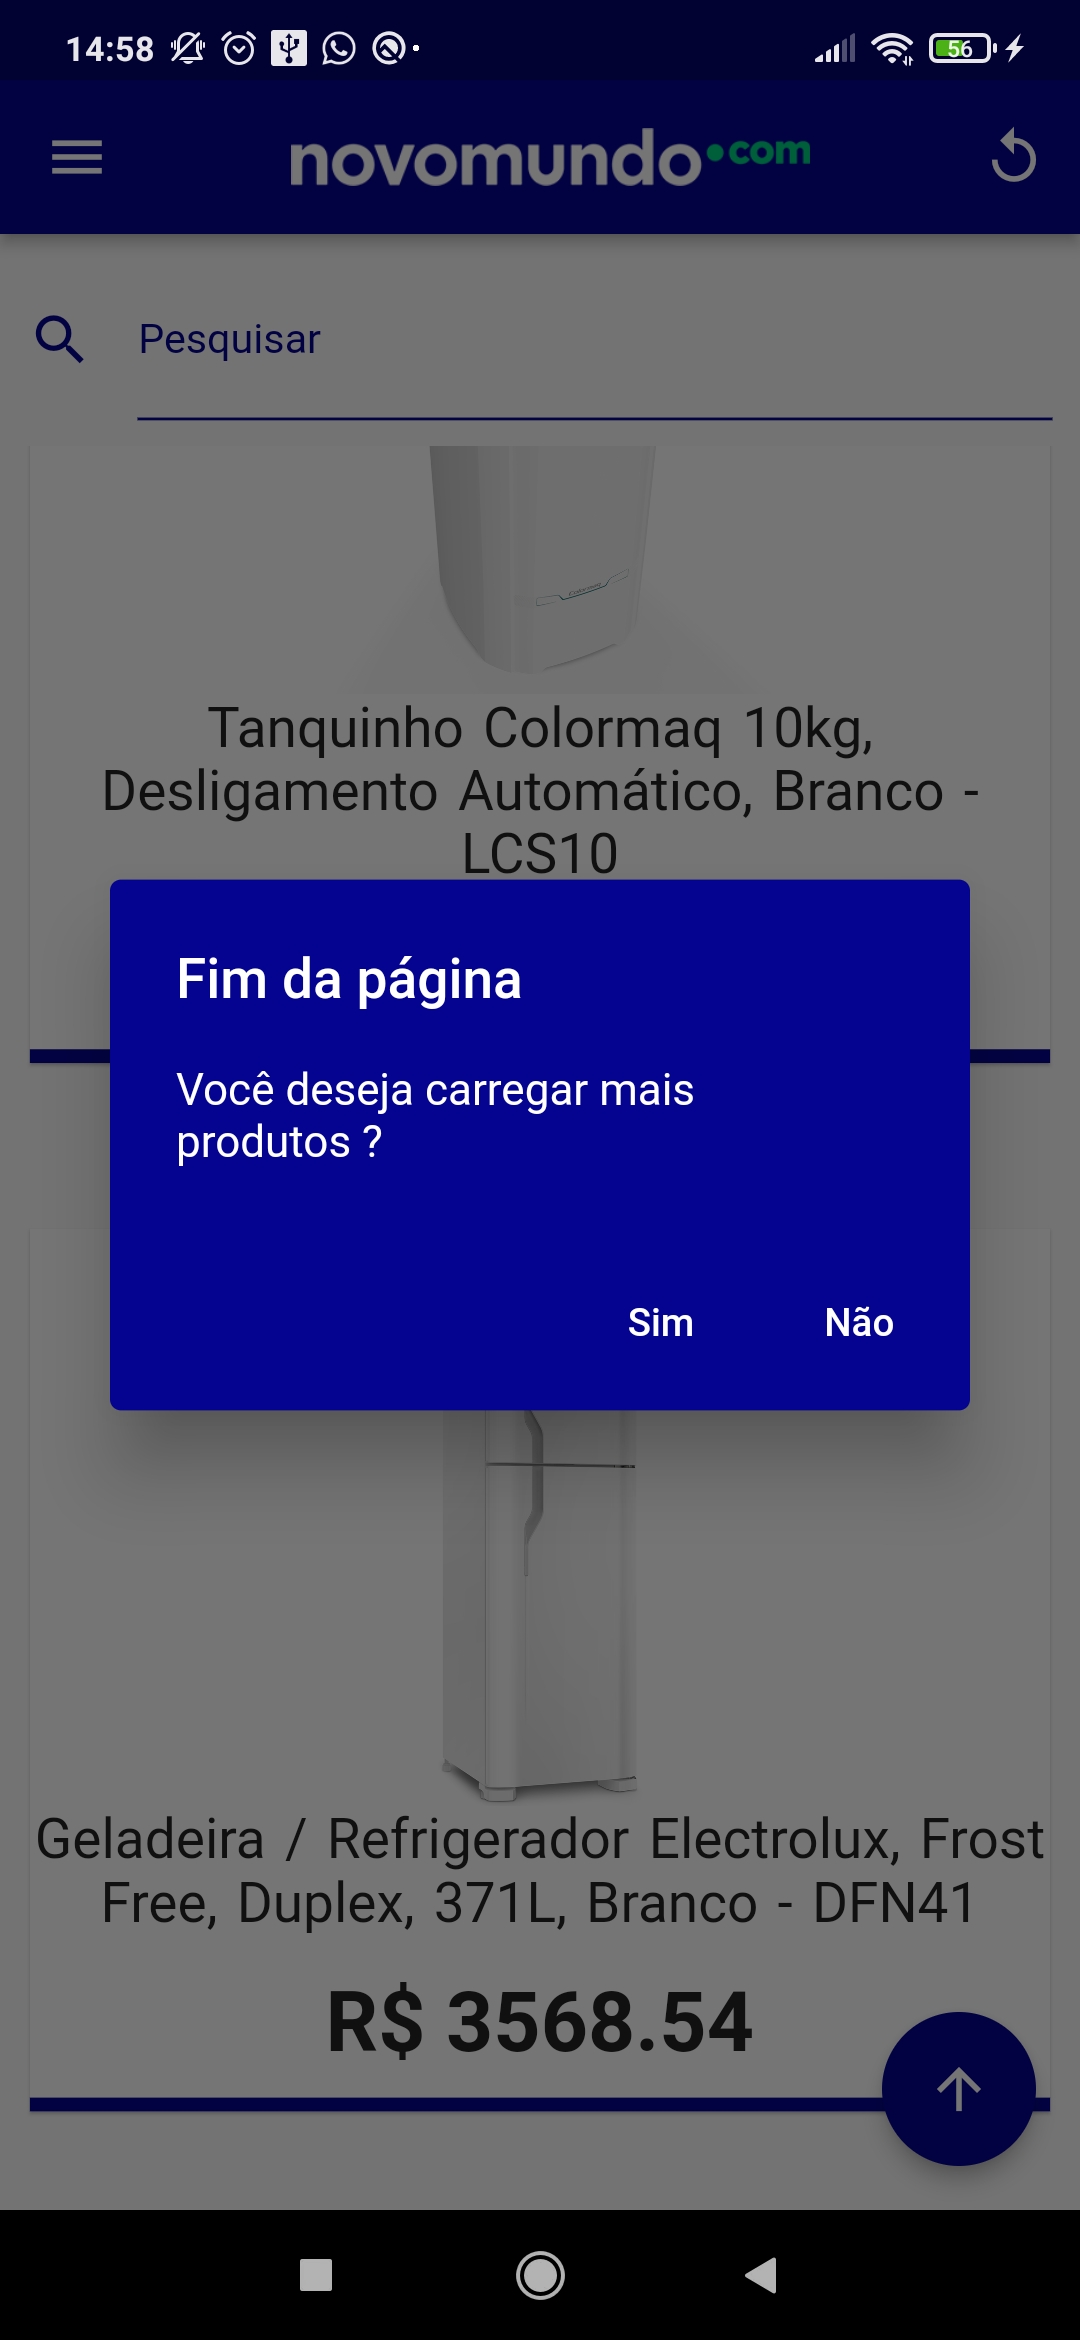 14:58
56
novomundo.com
Pesquisar
Tanquinho Colormaq 10kg,
Desligamento Automático, Branco -
LCS10
Fim da página
Você deseja carregar mais
produtos ?
Sim Não
Geladeira / Refrigerador Electrolux, Frost
Free, Duplex, 371L, Branco - DFN41
R$ 3568.54